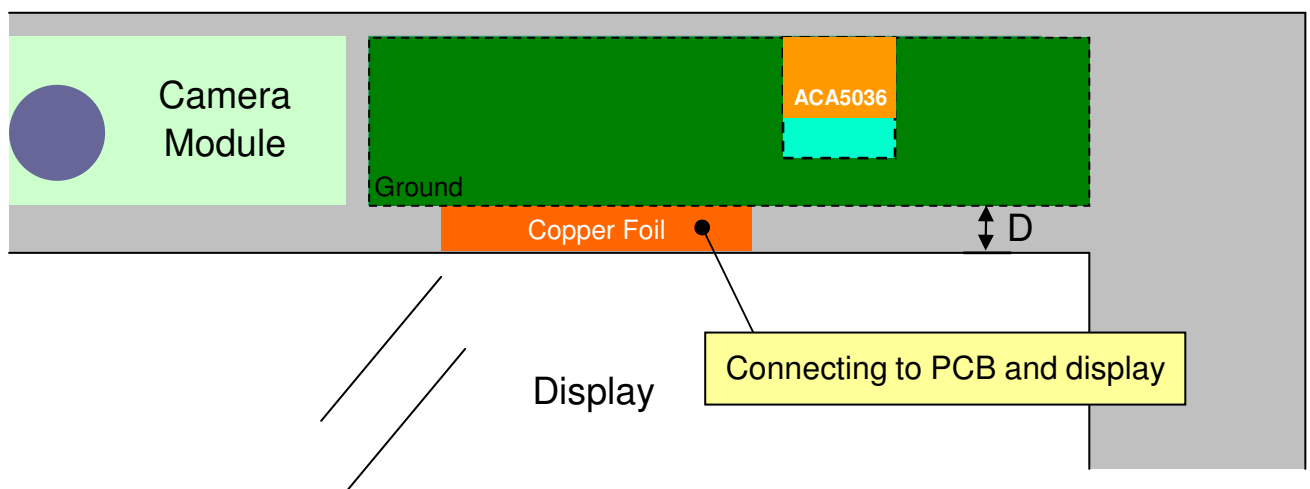 Camera
Module
ACA5036
Ground
Copper Foil
D
Connecting to PCB and display
Display